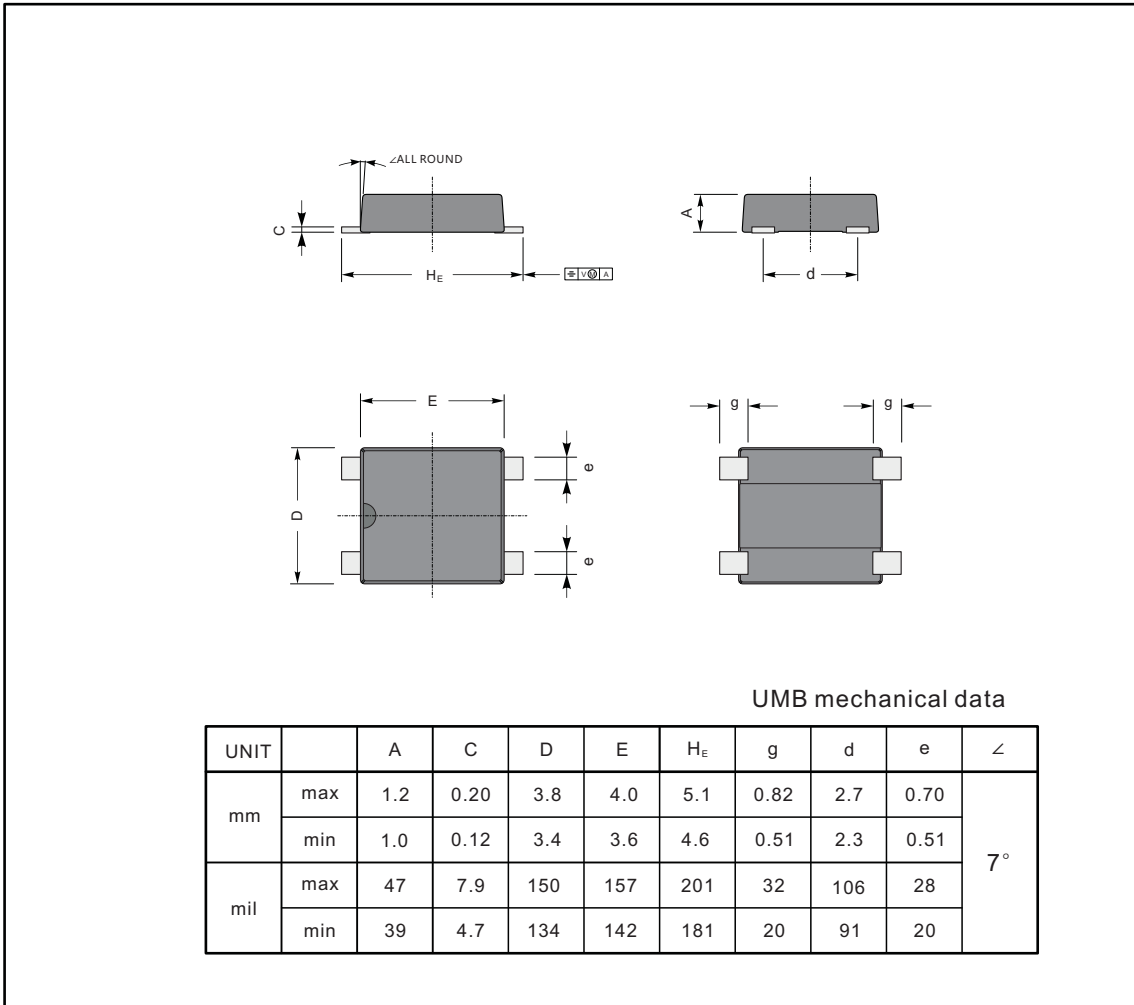 ∠ALL ROUND
C
H_E
⌯ V Ⓜ A
A
d
E
D
e
e
g
g
UMB mechanical data
UNIT A C D E H_E g d e ∠
mm max 1.2 0.20 3.8 4.0 5.1 0.82 2.7 0.70
min 1.0 0.12 3.4 3.6 4.6 0.51 2.3 0.51
7°
mil max 47 7.9 150 157 201 32 106 28
min 39 4.7 134 142 181 20 91 20